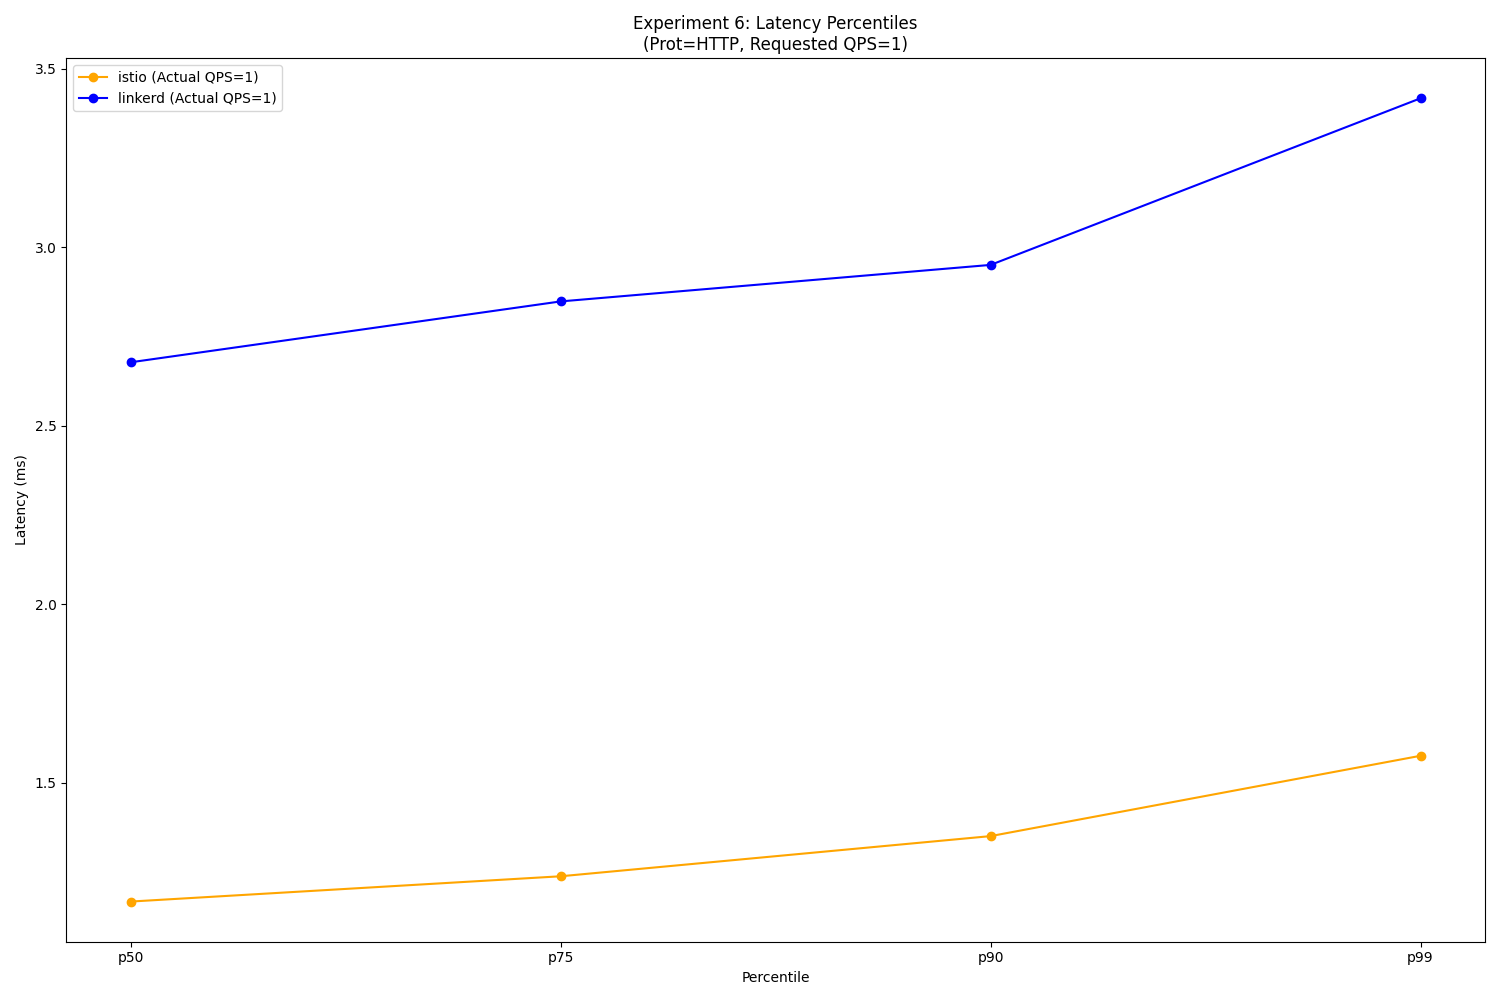 Experiment 6: Latency Percentiles
(Prot=HTTP, Requested QPS=1)
istio (Actual QPS=1)
linkerd (Actual QPS=1)
Latency (ms)
3.5
3.0
2.5
2.0
1.5
p50 p75 p90 p99
Percentile